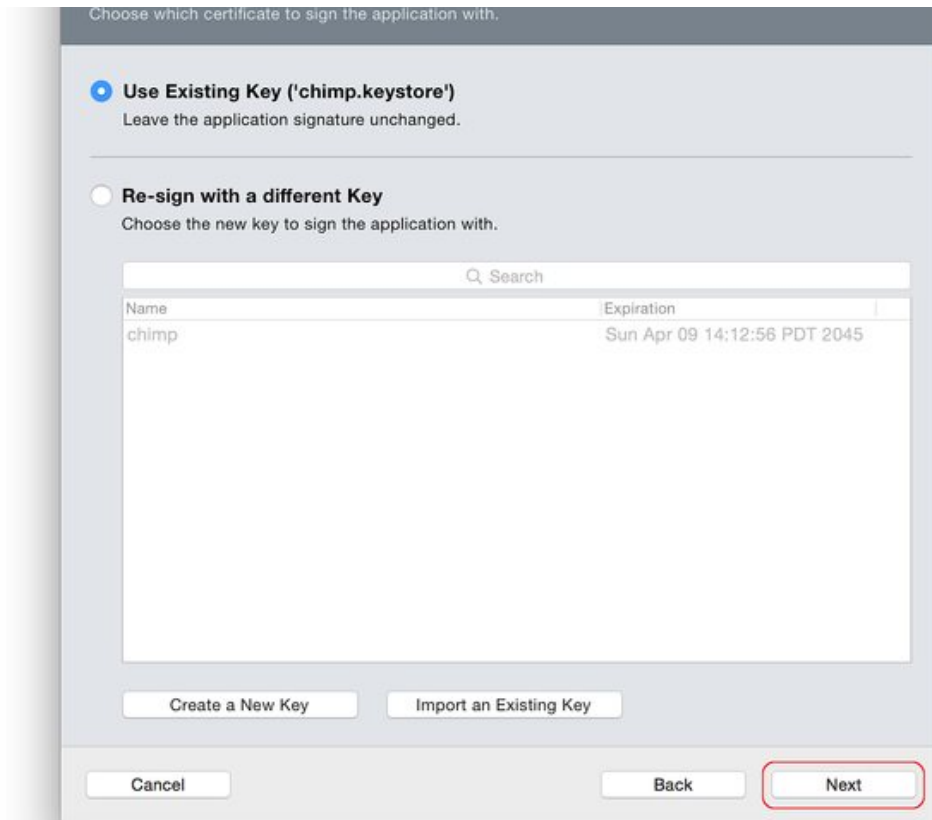 Choose which certificate to sign the application with.
Use Existing Key ('chimp.keystore')
Leave the application signature unchanged.
Re-sign with a different Key
Choose the new key to sign the application with.
Search
Name Expiration
chimp Sun Apr 09 14:12:56 PDT 2045
Create a New Key Import an Existing Key
Cancel Back Next